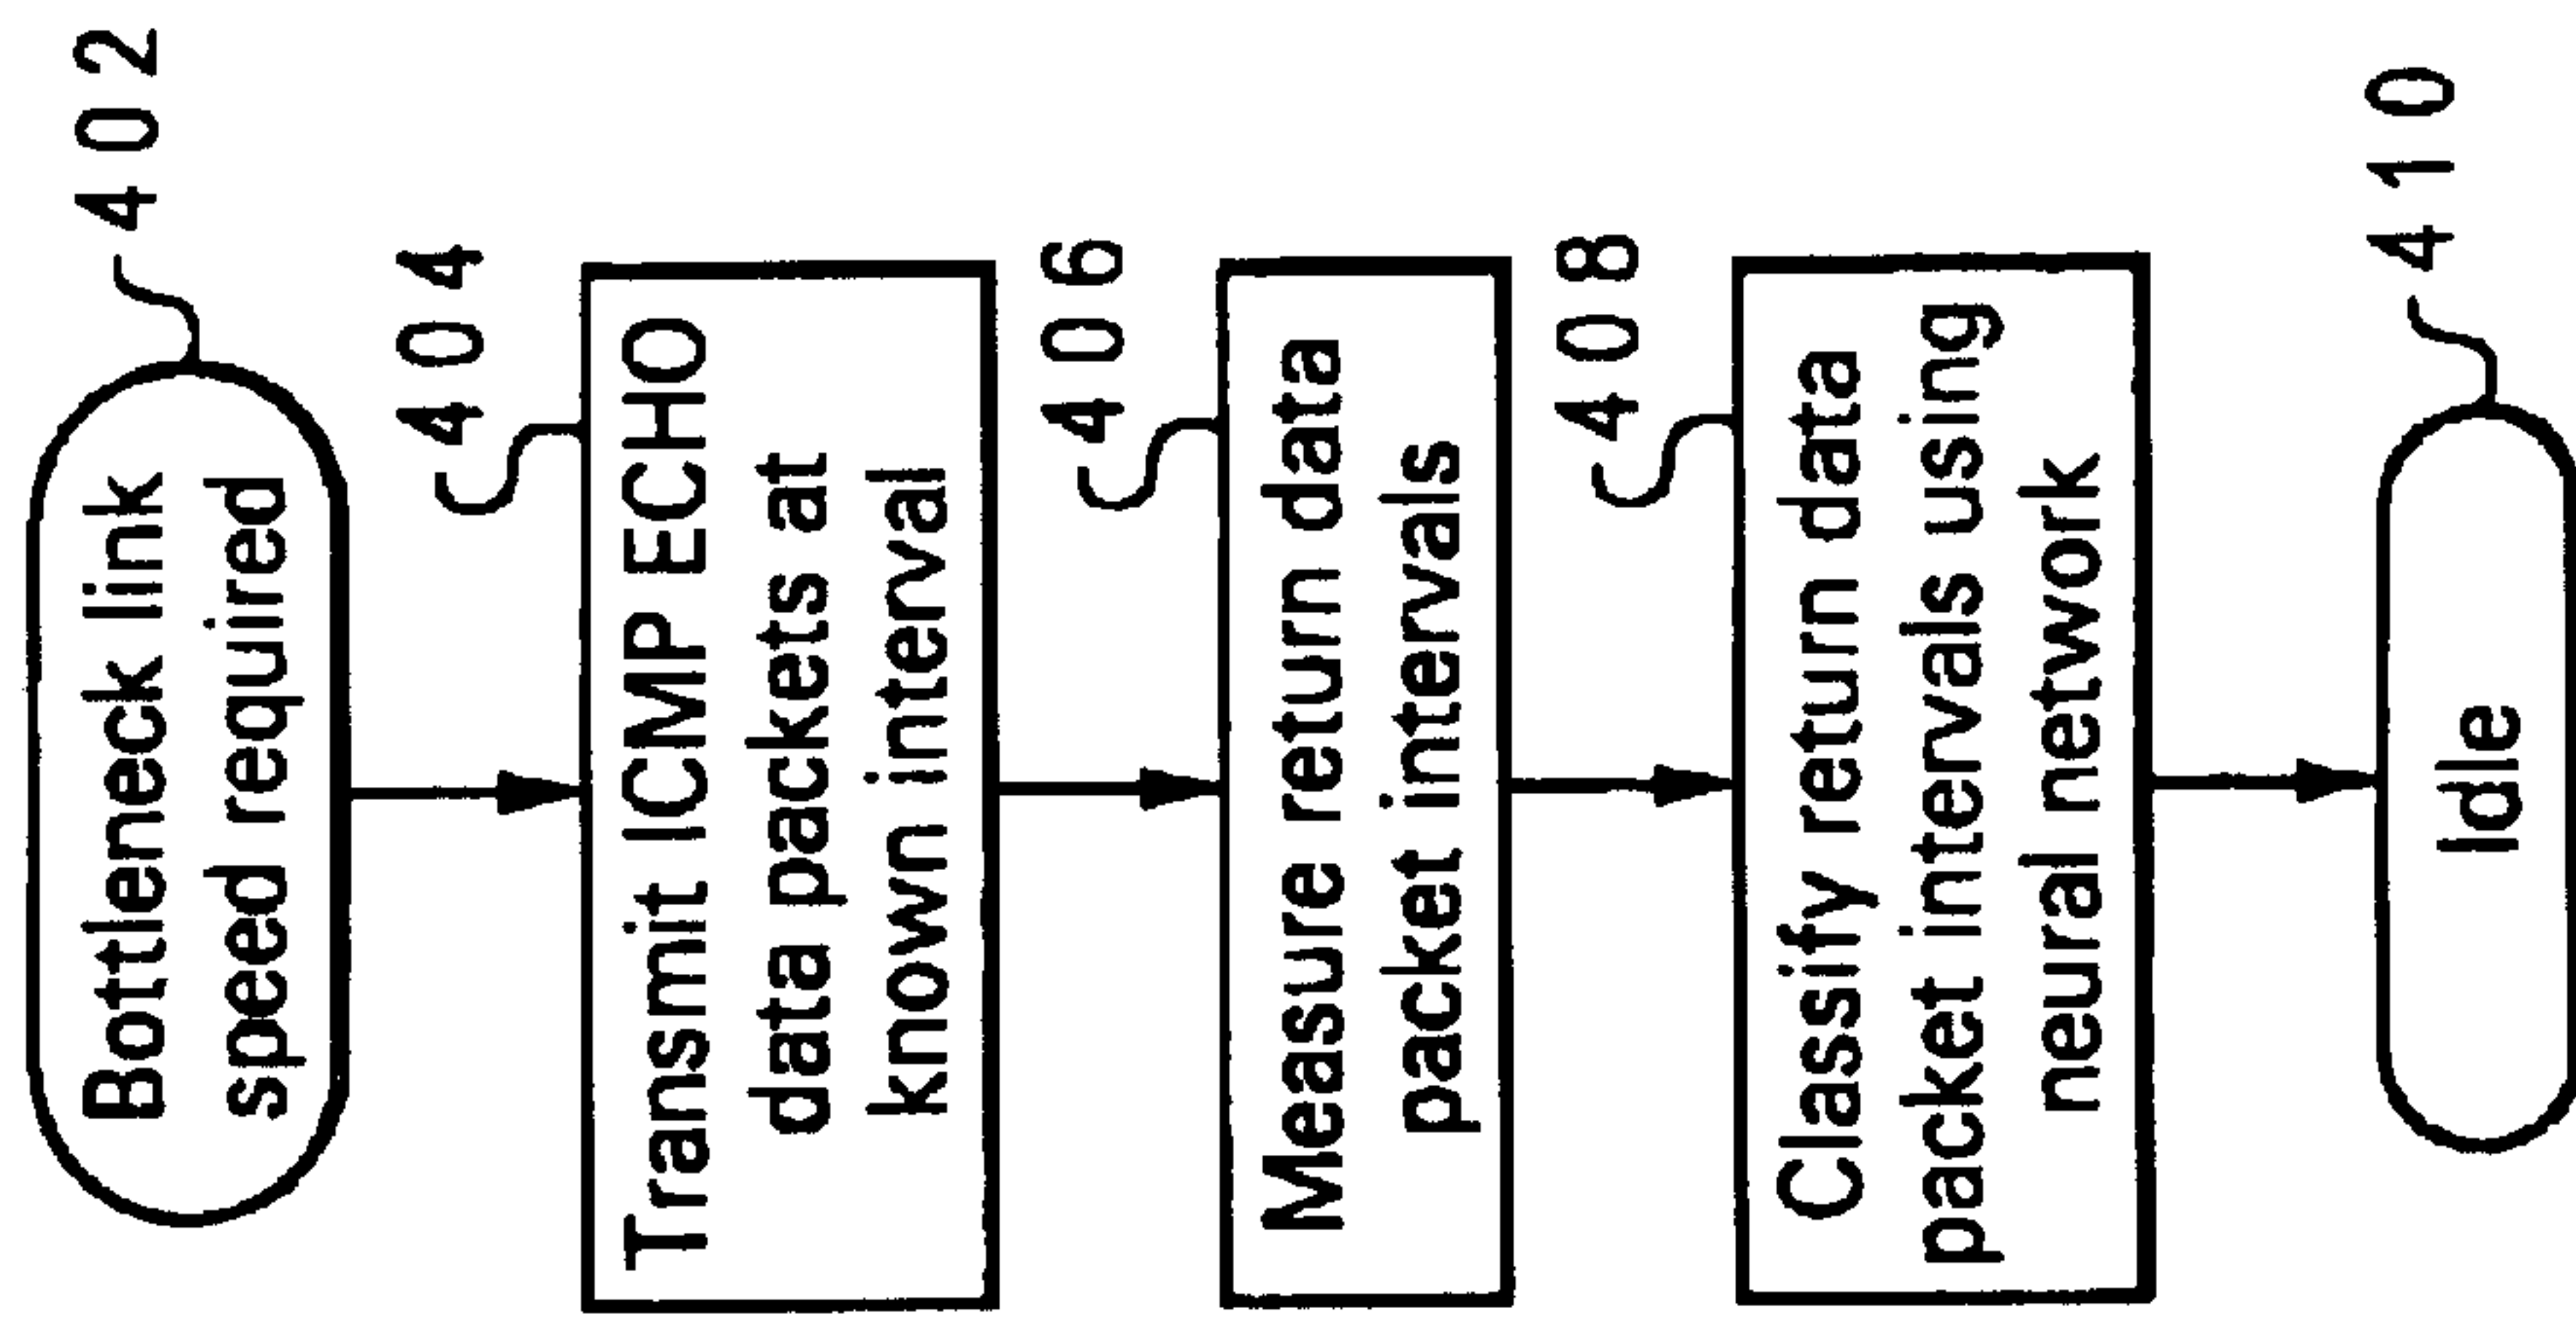 Bottleneck link
speed required
402
404
Transmit ICMP ECHO
data packets at
known interval
406
Measure return data
packet intervals
408
Classify return data
packet intervals using
neural network
410
Idle